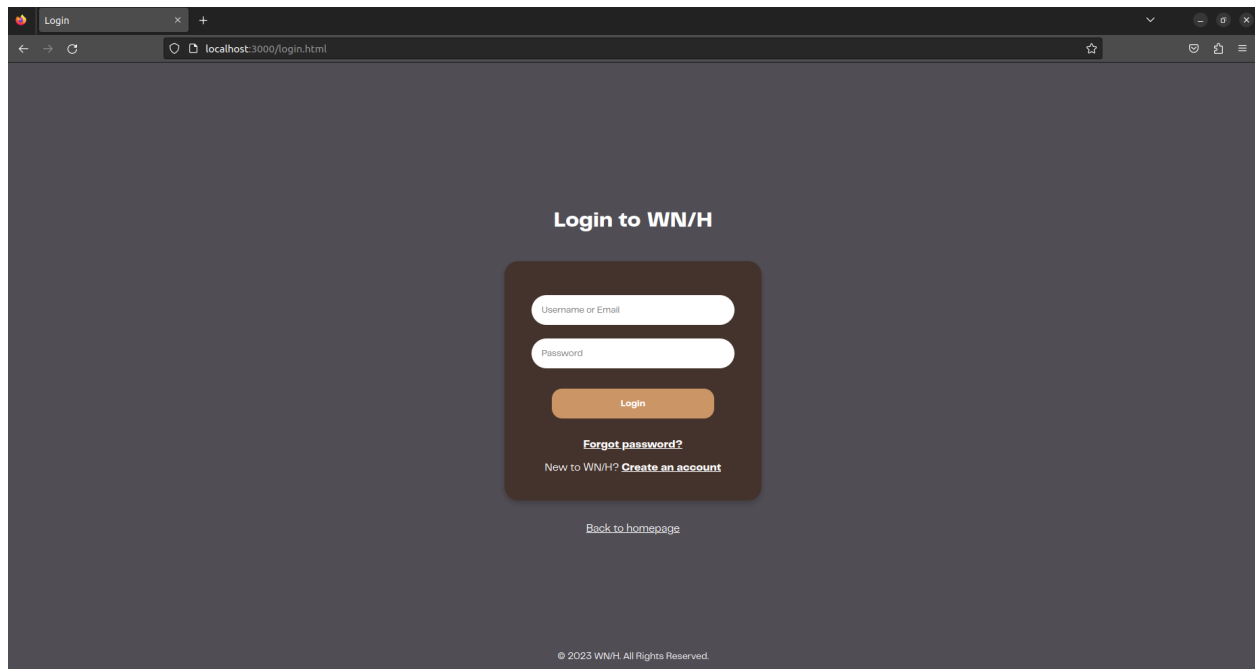 Login
localhost:3000/login.html
Login to WN/H
Username or Email
Password
Login
Forgot password?
New to WN/H? Create an account
Back to homepage
© 2023 WN/H. All Rights Reserved.